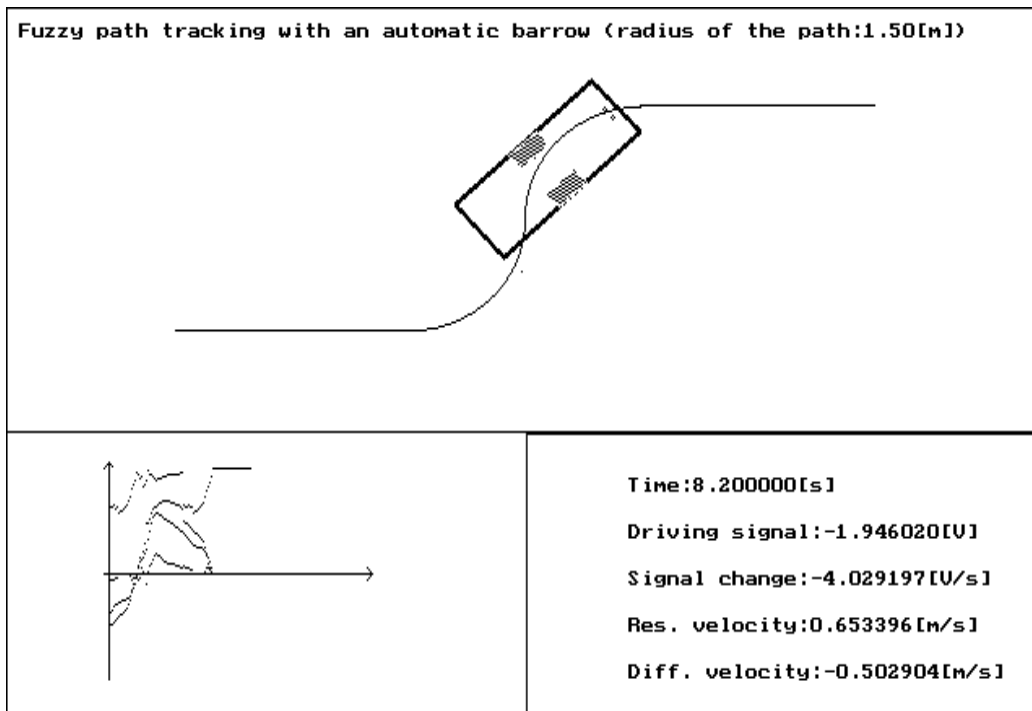 Fuzzy path tracking with an automatic barrow (radius of the path:1.50[m])
Time:8.200000[s]
Driving signal:-1.946020[V]
Signal change:-4.029197[V/s]
Res. velocity:0.653396[m/s]
Diff. velocity:-0.502904[m/s]